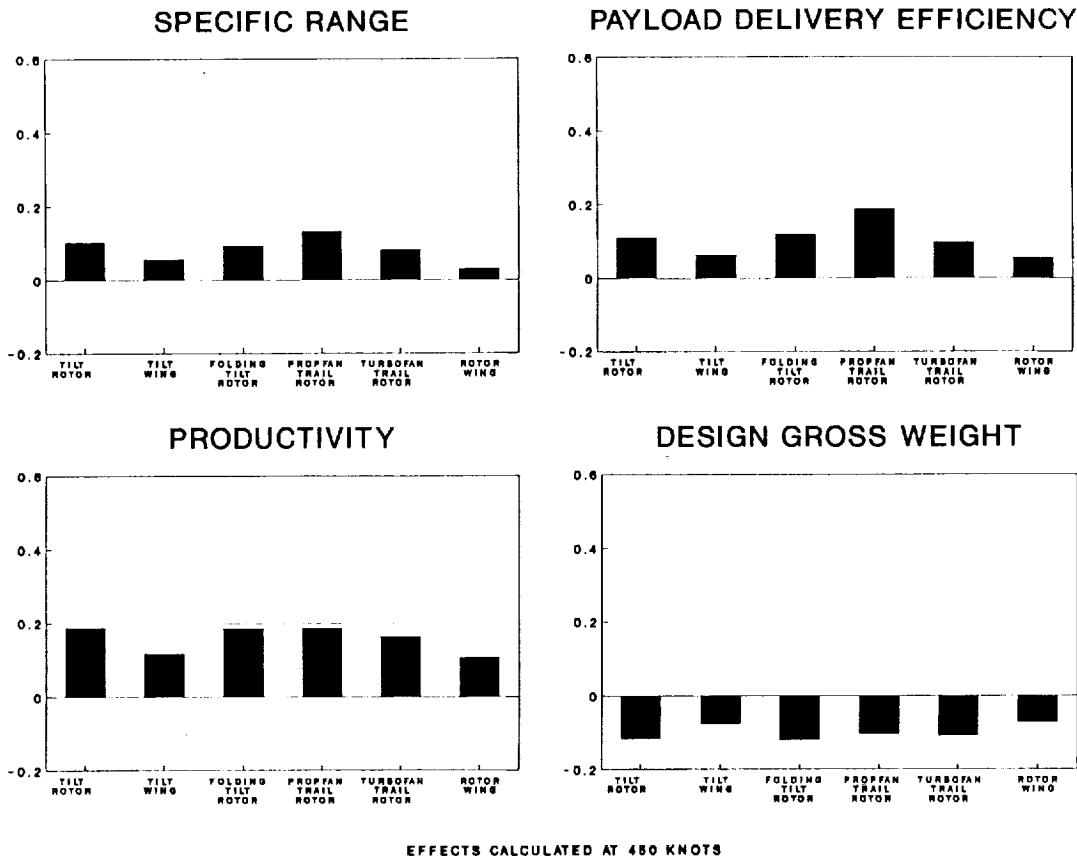 SPECIFIC RANGE
0.6
0.4
0.2
0
-0.2
TILT ROTOR
TILT WING
FOLDING TILT ROTOR
PROPFAN TRAIL ROTOR
TURBOFAN TRAIL ROTOR
ROTOR WING
PAYLOAD DELIVERY EFFICIENCY
0.6
0.4
0.2
0
-0.2
TILT ROTOR
TILT WING
FOLDING TILT ROTOR
PROPFAN TRAIL ROTOR
TURBOFAN TRAIL ROTOR
ROTOR WING
PRODUCTIVITY
0.6
0.4
0.2
0
-0.2
TILT ROTOR
TILT WING
FOLDING TILT ROTOR
PROPFAN TRAIL ROTOR
TURBOFAN TRAIL ROTOR
ROTOR WING
DESIGN GROSS WEIGHT
0.6
0.4
0.2
0
-0.2
TILT ROTOR
TILT WING
FOLDING TILT ROTOR
PROPFAN TRAIL ROTOR
TURBOFAN TRAIL ROTOR
ROTOR WING
EFFECTS CALCULATED AT 450 KNOTS